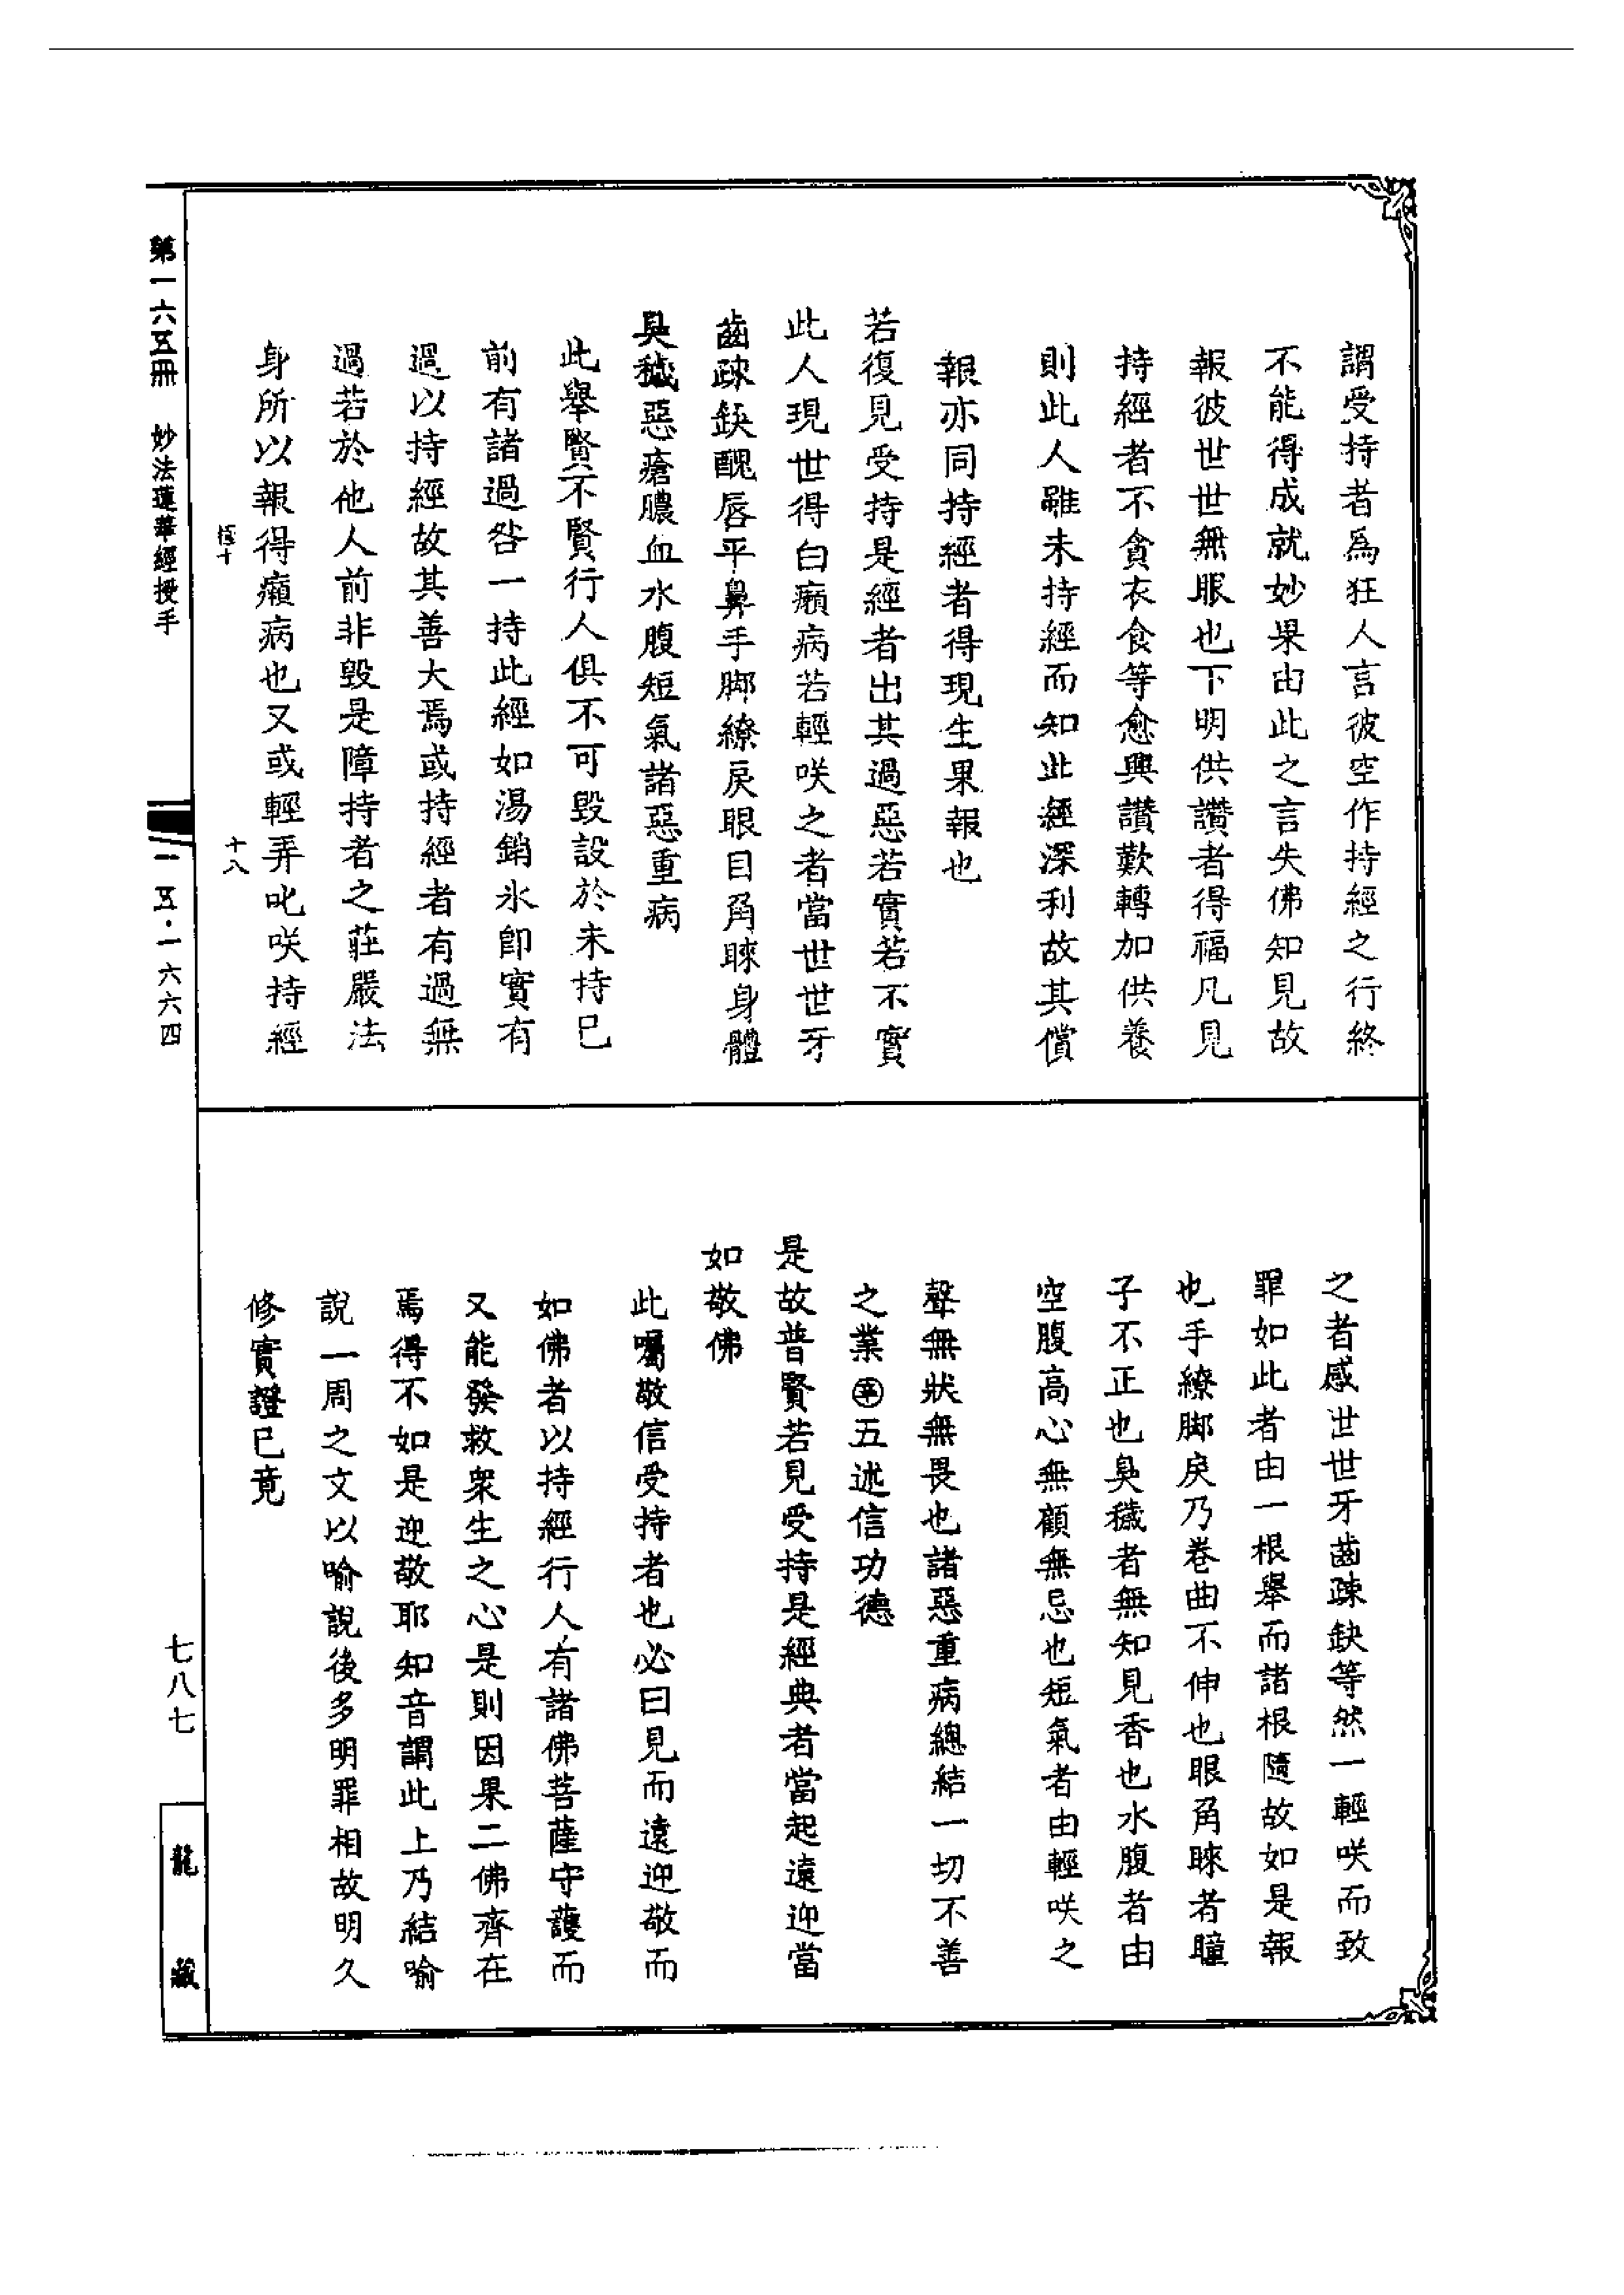 謂受持者爲狂人言彼空作持經之行終
不能得成就妙果由此之言失佛知見故
報彼世世無眼也下明供讚者得福凡見
持經者不貪衣食等愈興讚歎轉加供養
則此人雖未持經而知此經深利故其償
報亦同持經者得現生果報也
若復見受持是經者出其過惡若實若不實
此人現世得白癩病若輕咲之者當世世牙
齒疎缺醜唇平鼻手脚繚戾眼目角睞身體
臭穢惡瘡膿血水腹短氣諸惡重病
此舉賢不賢行人俱不可毀設於未持已
前有諸過咎一持此經如湯銷氷卽實有
過以持經故其善大焉或持經者有過無
過若於他人前非毀是障持者之莊嚴法
身所以報得癩病也又或輕弄叱咲持經
十八
之者感世世牙齒疎缺等然一輕咲而致
罪如此者由一根舉而諸根隨故如是報
也手繚脚戾乃卷曲不伸也眼角睞者瞳
子不正也臭穢者無知見香也水腹者由
空腹高心無顧無忌也短氣者由輕咲之
聲無狀無畏也諸惡重病總結一切不善
之業㊉五述信功德
是故普賢若見受持是經典者當起遠迎當
如敬佛
此囑敬信受持者也必曰見而遠迎敬而
如佛者以持經行人有諸佛菩薩守護而
又能發救衆生之心是則因果二佛齊在
焉得不如是迎敬耶知音謂此上乃結喻
說一周之文以喻說後多明罪相故明久
修實證已竟
第一六五冊 妙法蓮華經授手
一五·一六六四
七八七
龍藏